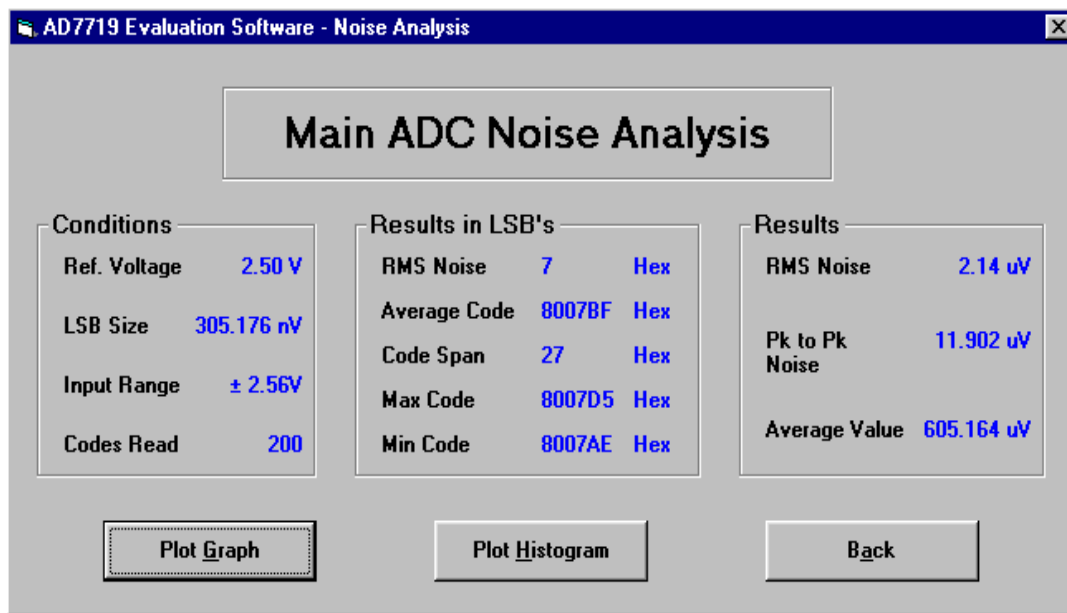 AD7719 Evaluation Software - Noise Analysis
Main ADC Noise Analysis
Conditions
Ref. Voltage 2.50 V
LSB Size 305.176 nV
Input Range ± 2.56V
Codes Read 200
Results in LSB's
RMS Noise 7 Hex
Average Code 8007BF Hex
Code Span 27 Hex
Max Code 8007D5 Hex
Min Code 8007AE Hex
Results
RMS Noise 2.14 uV
Pk to Pk 11.902 uV
Noise
Average Value 605.164 uV
Plot Graph
Plot Histogram
Back